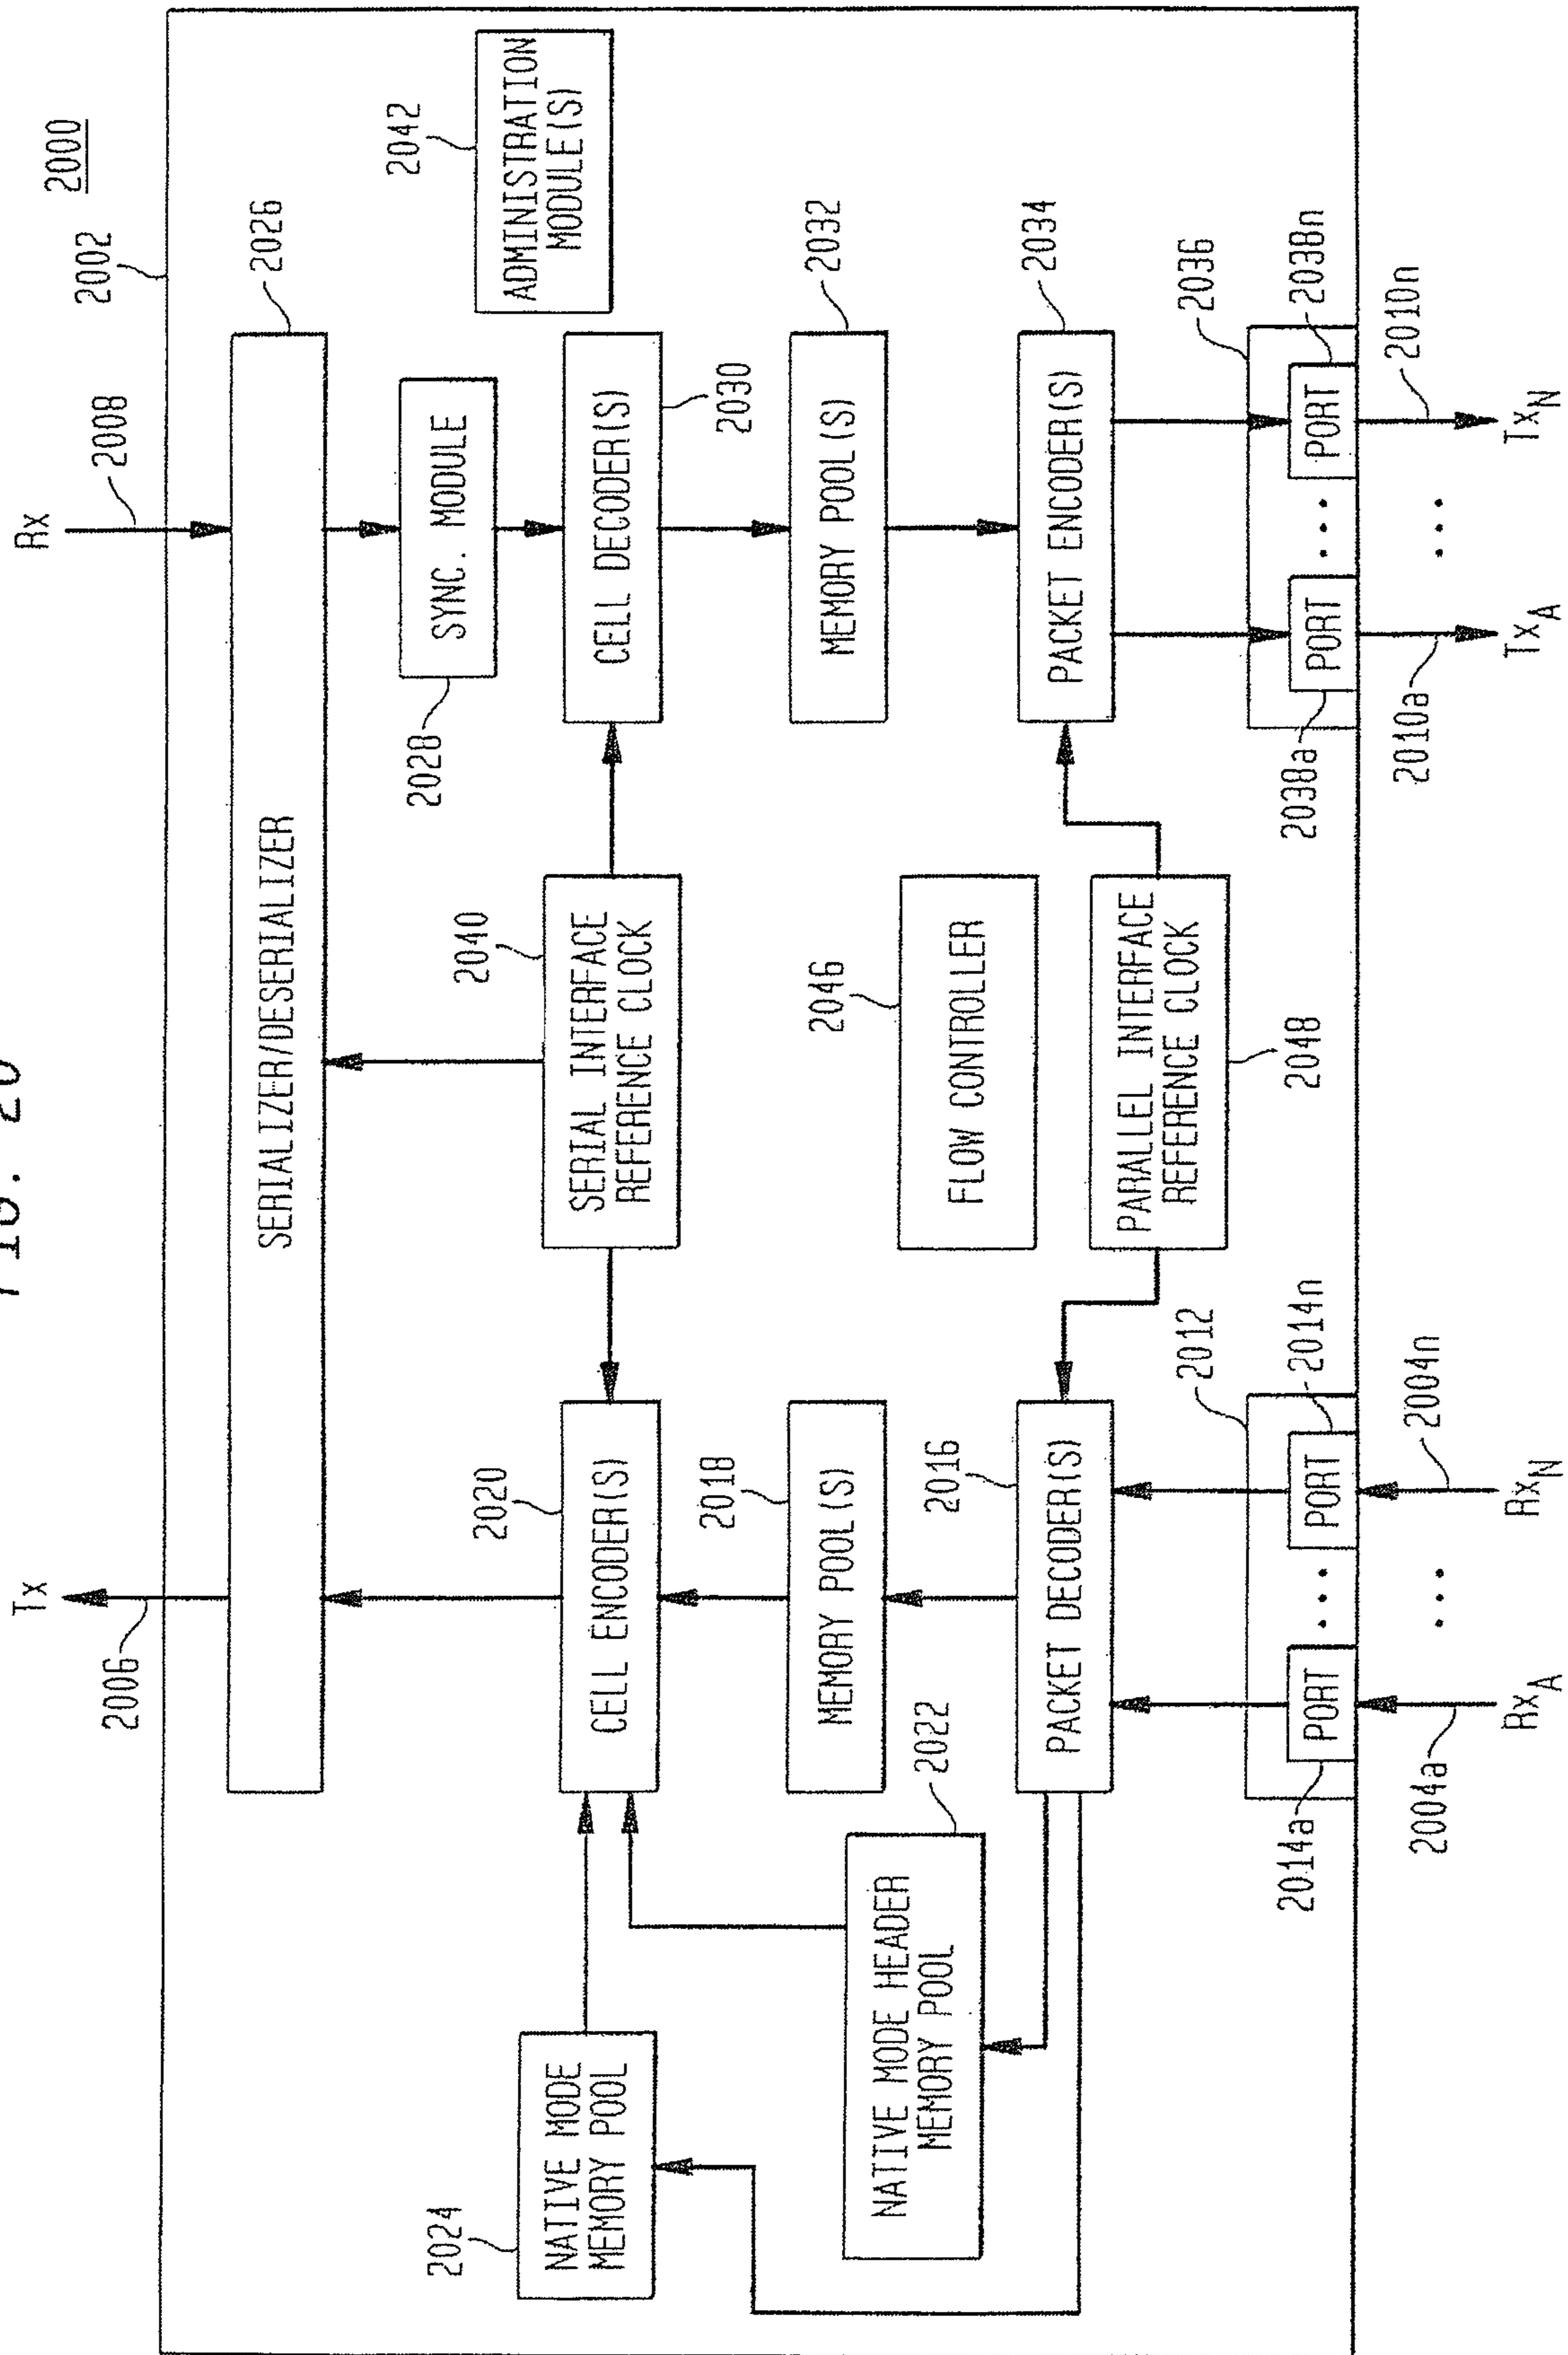 FIG. 20
2000
2002
Tx
2006
Rx
2008
SERIALIZER/DESERIALIZER
2026
SYNC. MODULE
2028
ADMINISTRATION
MODULE(S)
2042
2024
NATIVE MODE
MEMORY POOL
CELL ENCODER(S)
2020
SERIAL INTERFACE
REFERENCE CLOCK
2040
CELL DECODER(S)
2030
NATIVE MODE HEADER
MEMORY POOL
2022
MEMORY POOL(S)
2018
FLOW CONTROLLER
2046
MEMORY POOL(S)
2032
PACKET DECODER(S)
2016
PARALLEL INTERFACE
REFERENCE CLOCK
2048
PACKET ENCODER(S)
2034
2012
2014a
PORT
...
PORT
2014n
2036
2038a
PORT
...
PORT
2038n
2004a
...
2004n
2010a
...
2010n
RxA
RxN
TxA
TxN